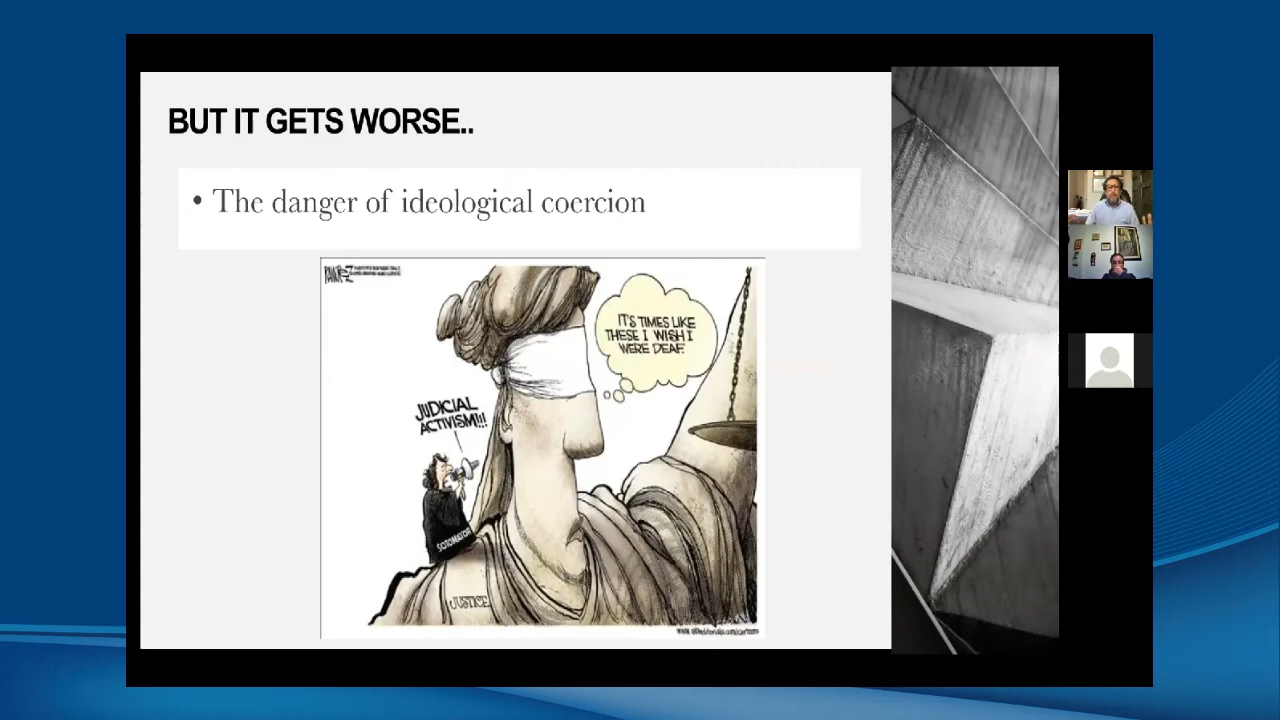 BUT IT GETS WORSE..
• The danger of ideological coercion
IT'S TIMES LIKE
THESE I WISH I
WERE DEAF.
JUDICIAL
ACTIVISM!!!
SOTOMAYOR
JUSTICE